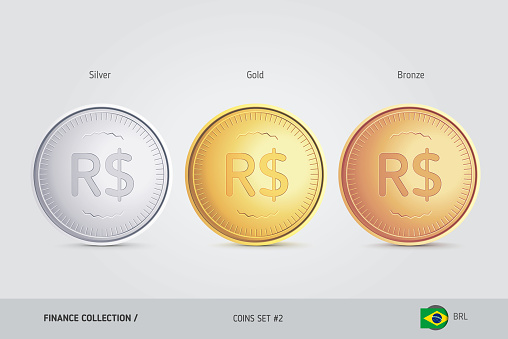 Silver
Gold
Bronze
R$
R$
R$
FINANCE COLLECTION /
COINS SET #2
BRL